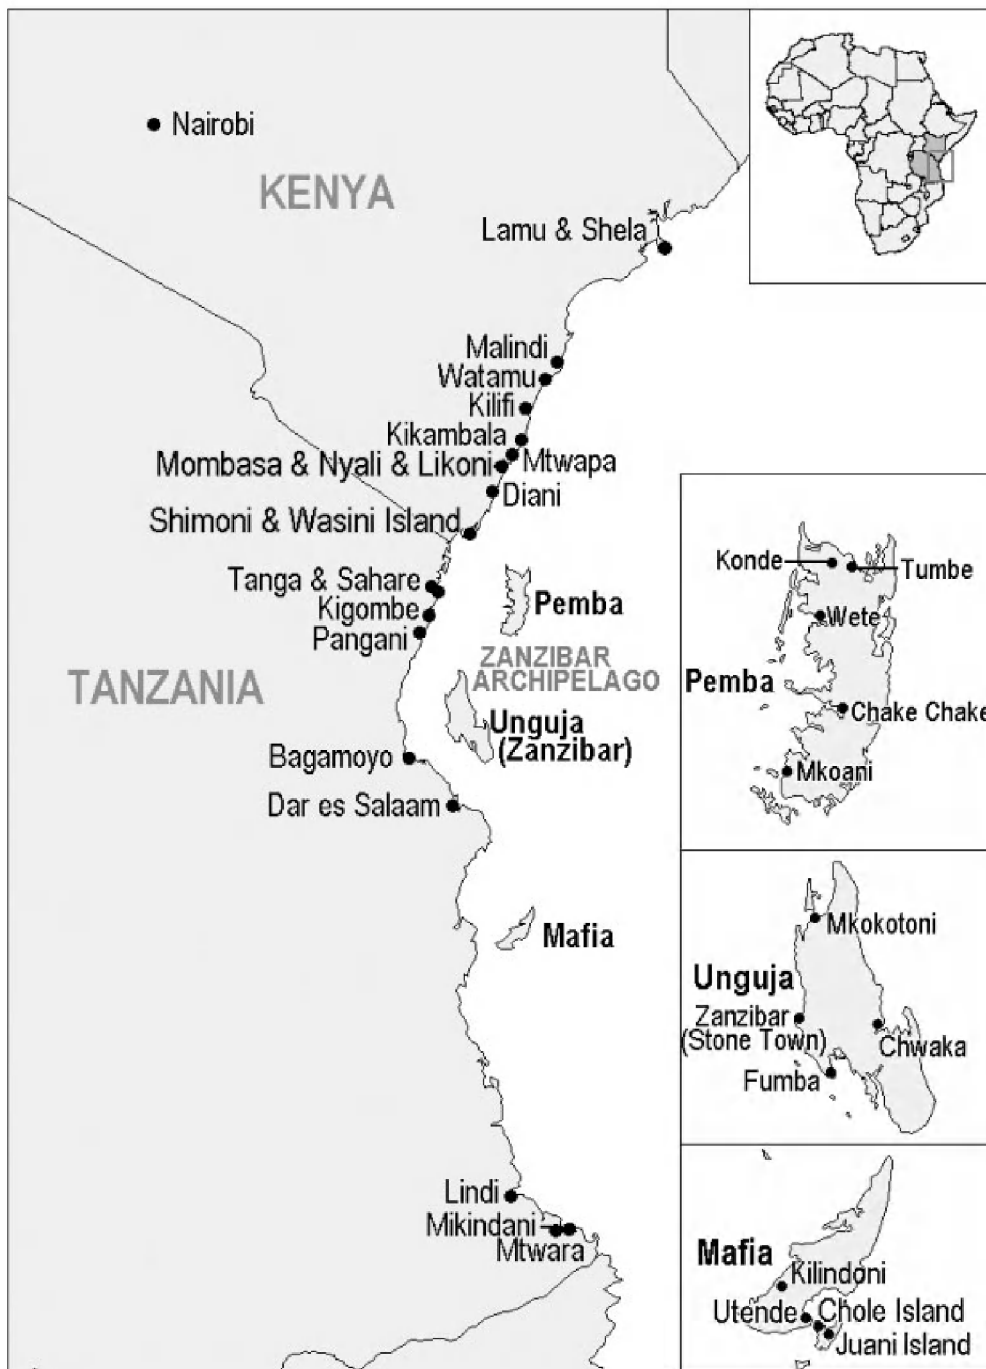 Nairobi
KENYA
Lamu & Shela
Malindi
Watamu
Kilifi
Kikambala
Mtwapa
Mombasa & Nyali & Likoni
Diani
Shimoni & Wasini Island
Tanga & Sahare
Kigombe
Pangani
Pemba
ZANZIBAR
ARCHIPELAGO
TANZANIA
Unguja
(Zanzibar)
Bagamoyo
Dar es Salaam
Mafia
Lindi
Mikindani
Mtwara
Konde
Tumbe
Wete
Pemba
Chake Chake
Mkoani
Mkokotoni
Unguja
Zanzibar
(Stone Town)
Chwaka
Fumba
Mafia
Kilindoni
Utende
Chole Island
Juani Island